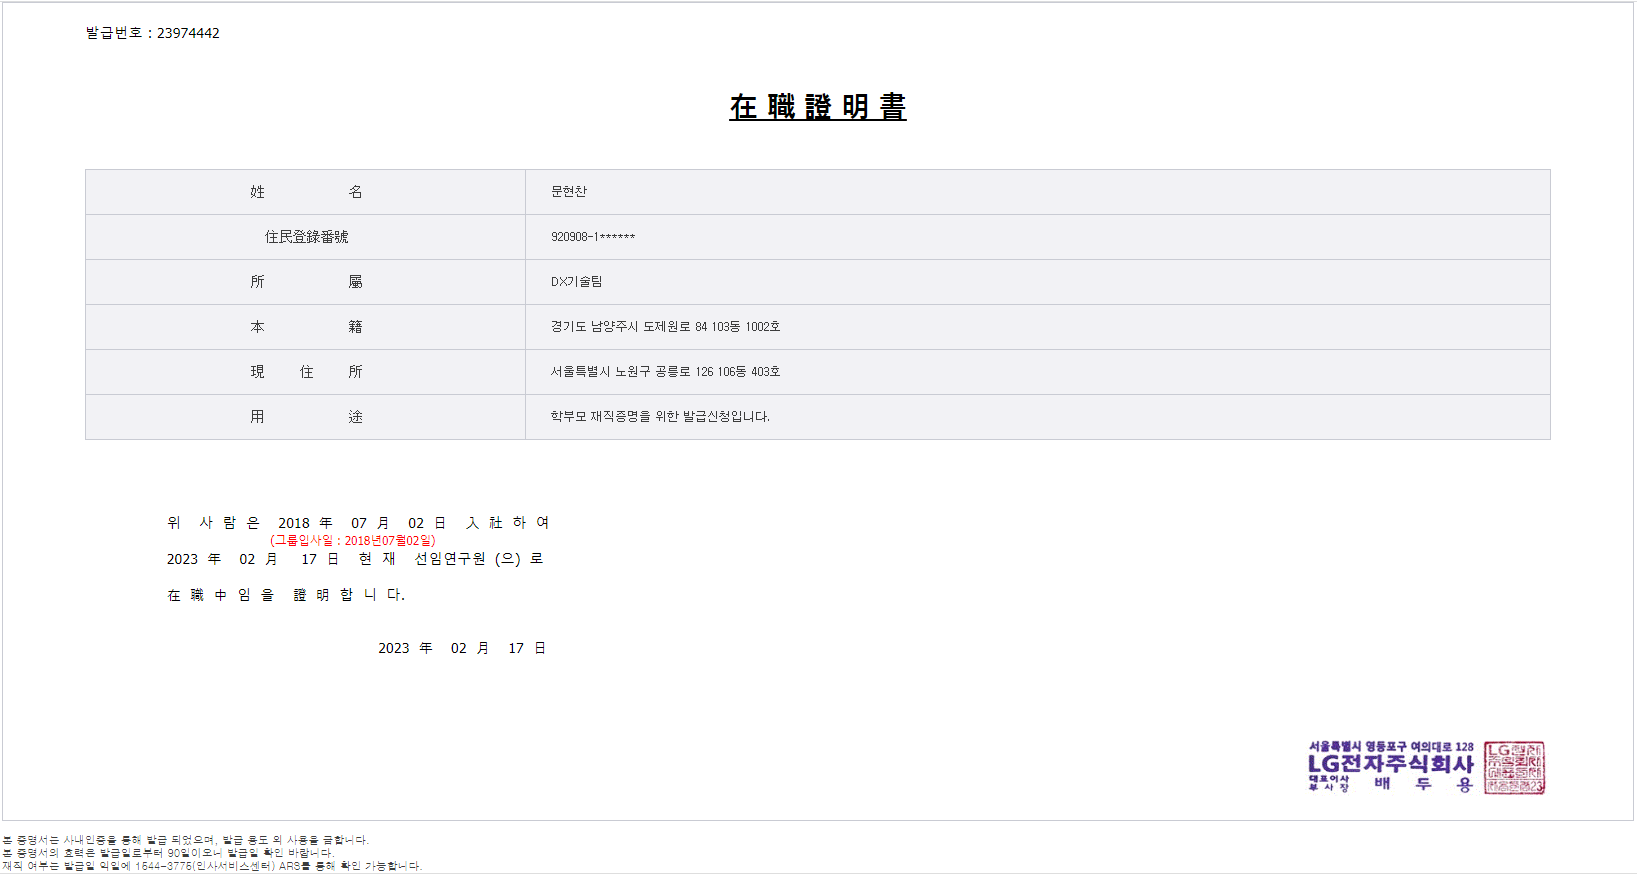 발급번호 : 23974442
在 職 證 明 書
姓 名 문현찬
住民登錄番號 920908-1******
所 屬 DX기술팀
本 籍 경기도 남양주시 도제원로 84 103동 1002호
現 住 所 서울특별시 노원구 공릉로 126 106동 403호
用 途 학부모 재직증명을 위한 발급신청입니다.
위 사 람 은 2018 年 07 月 02 日 入 社 하 여
(그룹입사일 : 2018년07월02일)
2023 年 02 月 17 日 현 재 선임연구원 (으) 로
在 職 中 임 을 證 明 합 니 다.
2023 年 02 月 17 日
서울특별시 영등포구 여의대로 128
LG전자주식회사
대표이사
부 사 장 배 두 용
본 증명서는 사내인증을 통해 발급 되었으며, 발급 용도 외 사용을 금합니다.
본 증명서의 효력은 발급일로부터 90일이오니 발급일 확인 바랍니다.
재직 여부는 발급일 익일에 1544-3775(인사서비스센터) ARS를 통해 확인 가능합니다.